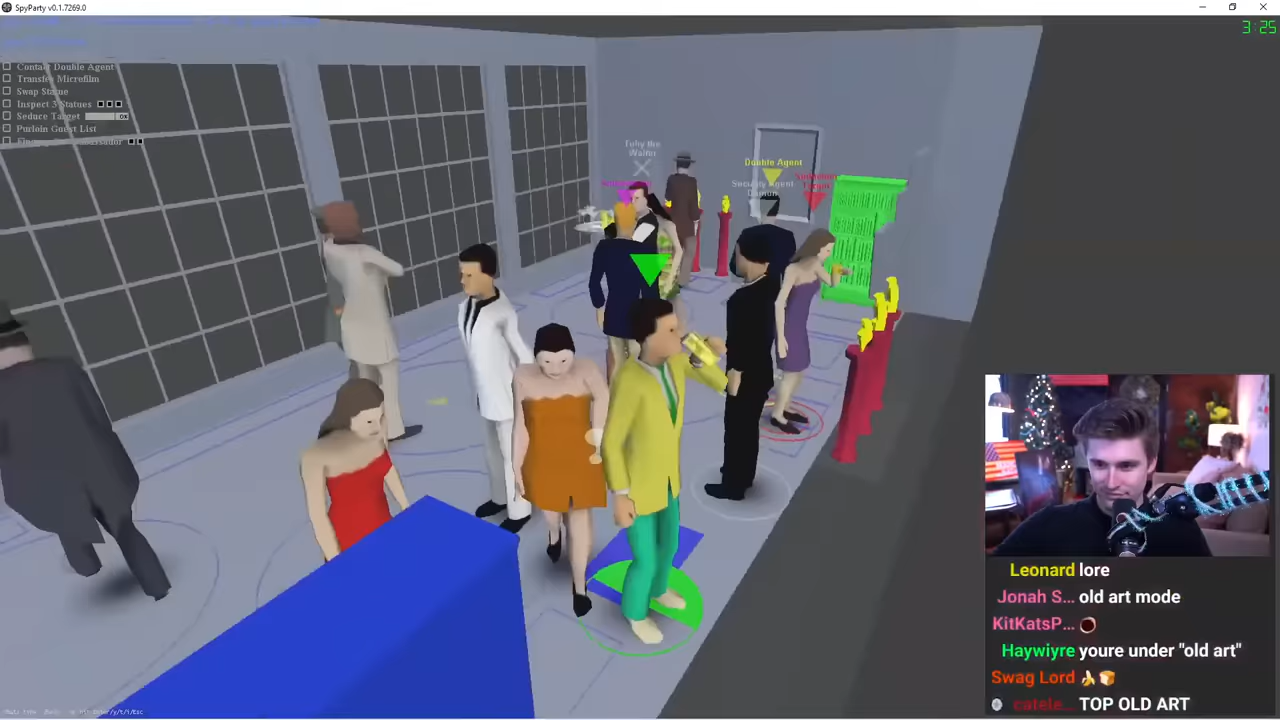 SpyParty v0.1.7269.0
3:25
Contact Double Agent
Transfer Microfilm
Swap Statue
Inspect 3 Statues
Seduce Target
Purloin Guest List
Toby the
Waiter
Double Agent
Leonard lore
Jonah S... old art mode
KitKatsP...
Haywiyre youre under "old art"
Swag Lord
catele... TOP OLD ART